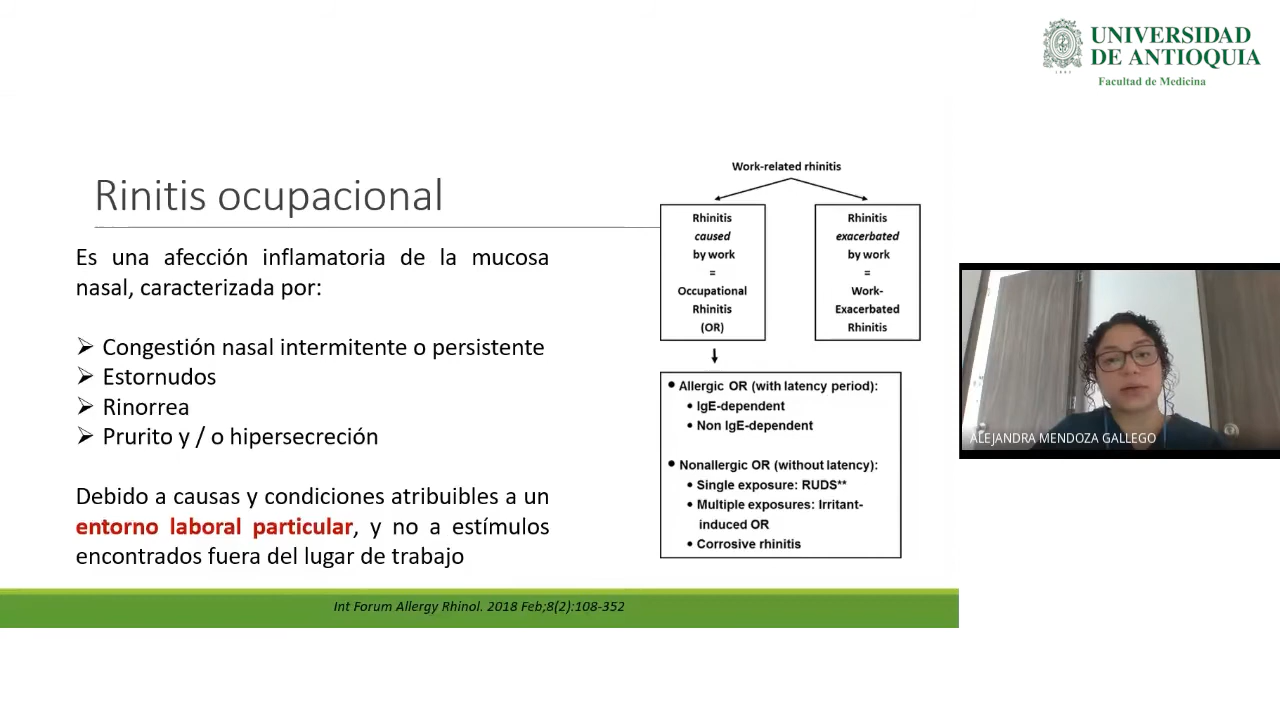 UNIVERSIDAD
DE ANTIOQUIA
1803
Facultad de Medicina
Rinitis ocupacional
Es una afección inflamatoria de la mucosa
nasal, caracterizada por:
Congestión nasal intermitente o persistente
Estornudos
Rinorrea
Prurito y / o hipersecreción
Debido a causas y condiciones atribuibles a un
entorno laboral particular, y no a estímulos
encontrados fuera del lugar de trabajo
Work-related rhinitis
Rhinitis
caused
by work
=
Occupational
Rhinitis
(OR)
Rhinitis
exacerbated
by work
=
Work-
Exacerbated
Rhinitis
• Allergic OR (with latency period):
• IgE-dependent
• Non IgE-dependent
• Nonallergic OR (without latency):
• Single exposure: RUDS**
• Multiple exposures: Irritant-
induced OR
• Corrosive rhinitis
Int Forum Allergy Rhinol. 2018 Feb;8(2):108-352
ALEJANDRA MENDOZA GALLEGO